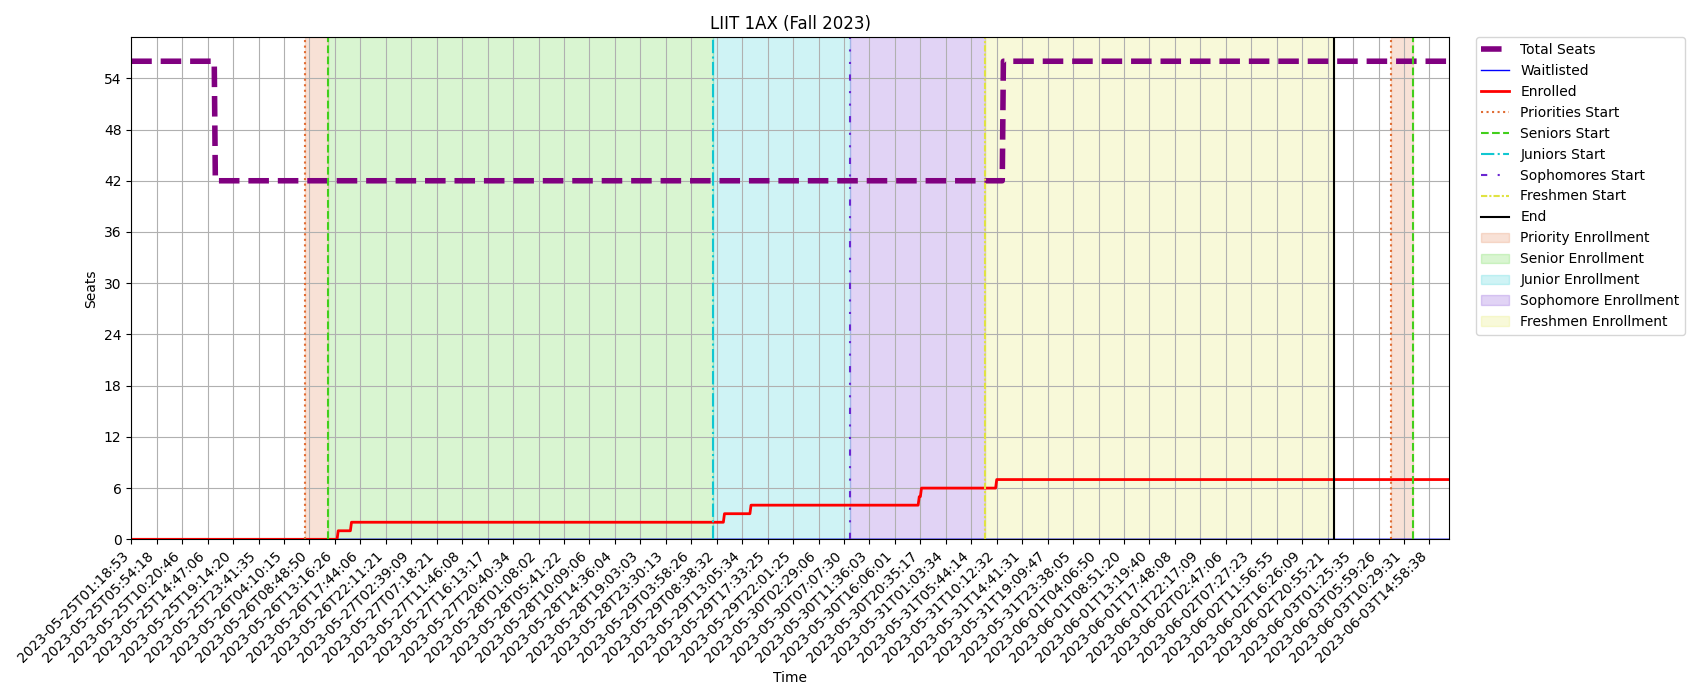 LIIT 1AX (Fall 2023)
Seats
54
48
42
36
30
24
18
12
6
0
2023-05-25T01:18:53
2023-05-25T05:54:18
2023-05-25T10:20:46
2023-05-25T14:47:06
2023-05-25T19:14:20
2023-05-25T23:41:35
2023-05-26T04:10:15
2023-05-26T08:48:50
2023-05-26T13:16:26
2023-05-26T17:44:06
2023-05-26T22:11:21
2023-05-27T02:39:09
2023-05-27T07:18:21
2023-05-27T11:46:08
2023-05-27T16:13:17
2023-05-27T20:40:34
2023-05-28T01:08:02
2023-05-28T05:41:22
2023-05-28T10:09:06
2023-05-28T14:36:04
2023-05-28T19:03:03
2023-05-28T23:30:13
2023-05-29T03:58:26
2023-05-29T08:38:32
2023-05-29T13:05:34
2023-05-29T17:33:25
2023-05-29T22:01:25
2023-05-30T02:29:06
2023-05-30T07:07:30
2023-05-30T11:36:03
2023-05-30T16:06:01
2023-05-30T20:35:17
2023-05-31T01:03:34
2023-05-31T05:44:14
2023-05-31T10:12:32
2023-05-31T14:41:31
2023-05-31T19:09:47
2023-05-31T23:38:05
2023-06-01T04:06:50
2023-06-01T08:51:20
2023-06-01T13:19:40
2023-06-01T17:48:08
2023-06-01T22:17:09
2023-06-02T02:47:06
2023-06-02T07:27:23
2023-06-02T11:56:55
2023-06-02T16:26:09
2023-06-02T20:55:21
2023-06-03T01:25:35
2023-06-03T05:59:26
2023-06-03T10:29:31
2023-06-03T14:58:38
Time
Total Seats
Waitlisted
Enrolled
Priorities Start
Seniors Start
Juniors Start
Sophomores Start
Freshmen Start
End
Priority Enrollment
Senior Enrollment
Junior Enrollment
Sophomore Enrollment
Freshmen Enrollment